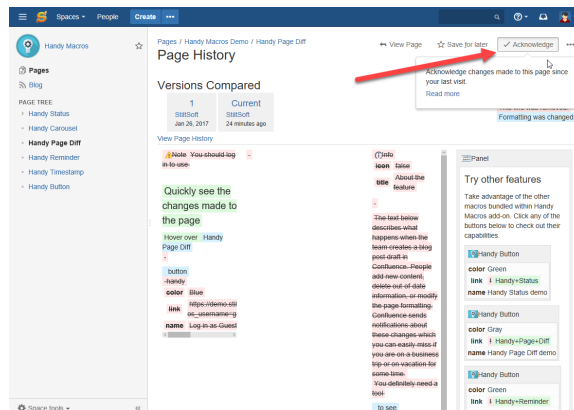 Spaces People Create
Handy Macros
Pages
Blog
PAGE TREE
Handy Status
Handy Carousel
Handy Page Diff
Handy Reminder
Handy Timestamp
Handy Button
Space tools
Pages / Handy Macros Demo / Handy Page Diff
View Page Save for later Acknowledge
Page History
Acknowledge changes made to this page since
your last visit.
Read more
Versions Compared
1 Current
StiltSoft StiltSoft
Jan 26, 2017 24 minutes ago
Formatting was changed
View Page History
Note You should log
in to use
Quickly see the
changes made to
the page
Hover over Handy
Page Diff
button
handy
color Blue
link https://demo.stil
os_username=g
name Log in as Guest
Info
icon false
title About the
feature
The text below
describes what
happens when the
team creates a blog
post draft in
Confluence. People
add new content,
delete out of date
information, or modify
the page formatting.
Confluence sends
notifications about
these changes which
you can easily miss if
you are on a business
trip or on vacation for
some time.
You definitely need a
tool
to see
Panel
Try other features
Take advantage of the other
macros bundled within Handy
Macros add-on. Click any of the
buttons below to check out their
capabilities.
Handy Button
color Green
link Handy+Status
name Handy Status demo
Handy Button
color Gray
link Handy+Page+Diff
name Handy Page Diff demo
Handy Button
color Green
link Handy+Reminder